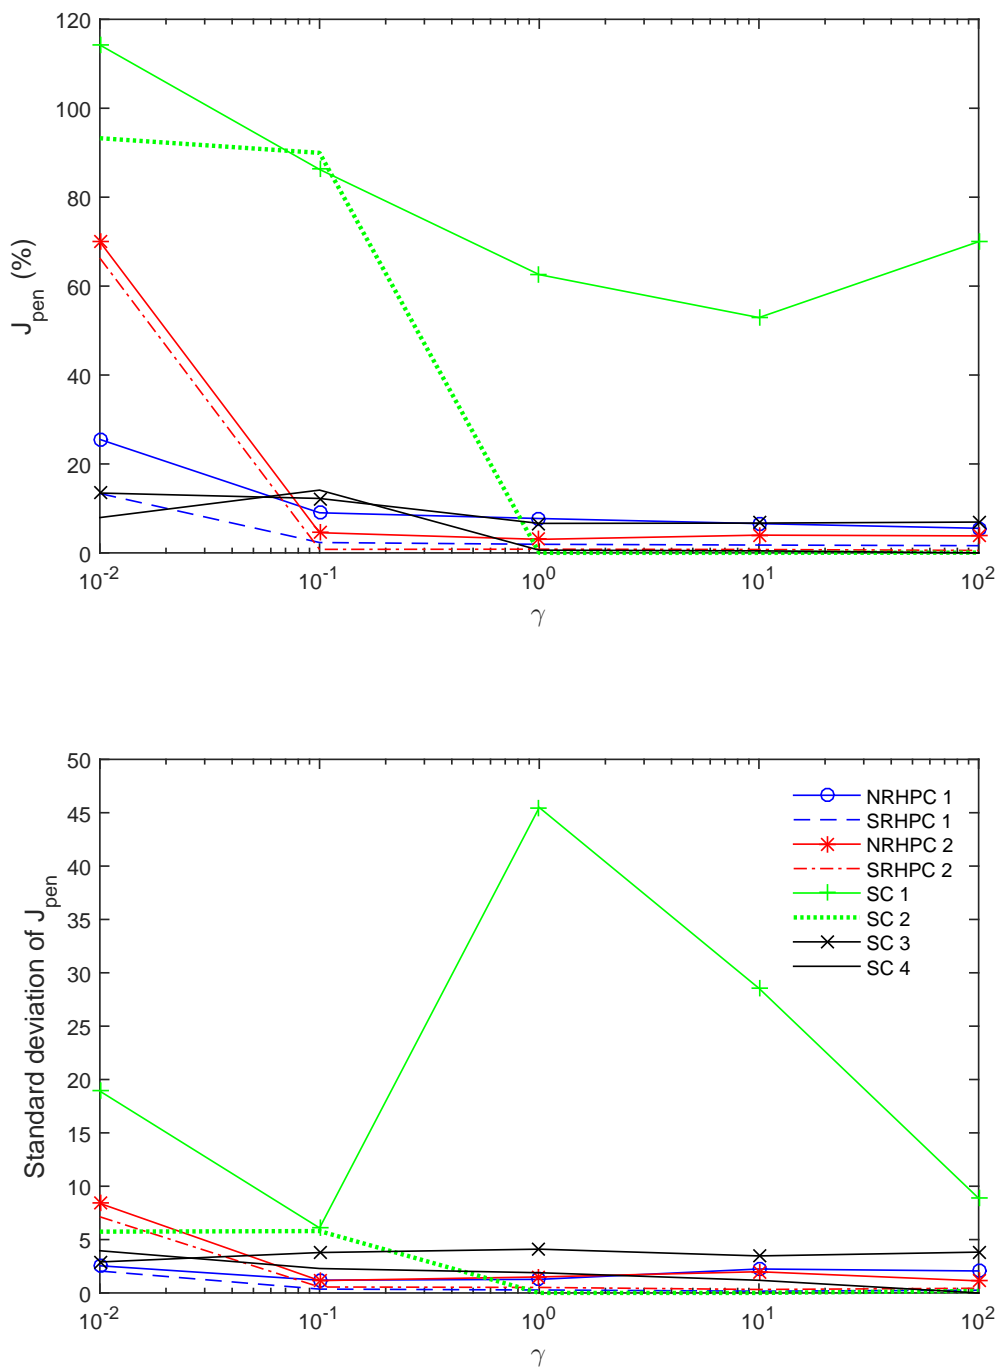 120
100
80
60
40
20
0
J_pen (%)
10^-2 10^-1 10^0 10^1 10^2
γ
50
45
40
35
30
25
20
15
10
5
0
Standard deviation of J_pen
NRHPC 1
SRHPC 1
NRHPC 2
SRHPC 2
SC 1
SC 2
SC 3
SC 4
10^-2 10^-1 10^0 10^1 10^2
γ